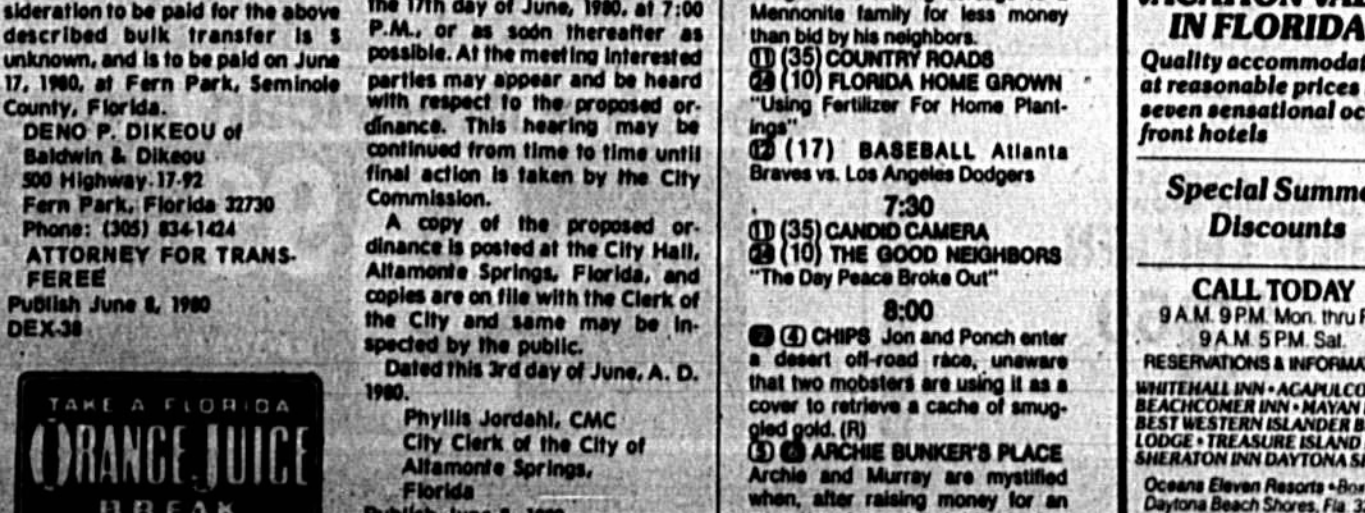 sideration to be paid for the above
described bulk transfer is $
unknown, and is to be paid on June
17, 1980, at Fern Park, Seminole
County, Florida.
DENO P. DIKEOU of
Baldwin & Dikeou
500 Highway 17-92
Fern Park, Florida 32730
Phone: (305) 834-1424
ATTORNEY FOR TRANS-
FEREE
Publish June 8, 1980
DEX-38
TAKE A FLORIDA
ORANGE JUICE
BREAK
the 17th day of June, 1980, at 7:00
P.M., or as soon thereafter as
possible. At the meeting interested
parties may appear and be heard
with respect to the proposed or-
dinance. This hearing may be
continued from time to time until
final action is taken by the City
Commission.
A copy of the proposed or-
dinance is posted at the City Hall,
Altamonte Springs, Florida, and
copies are on file with the Clerk of
the City and same may be in-
spected by the public.
Dated this 3rd day of June, A. D.
1980.
Phyllis Jordahl, CMC
City Clerk of the City of
Altamonte Springs,
Florida
Publish June 8, 1980
Mennonite family for less money
than bid by his neighbors.
(11) (35) COUNTRY ROADS
(24) (10) FLORIDA HOME GROWN
"Using Fertilizer For Home Plant-
ings"
(12) (17) BASEBALL Atlanta
Braves vs. Los Angeles Dodgers
7:30
(11) (35) CANDID CAMERA
(24) (10) THE GOOD NEIGHBORS
"The Day Peace Broke Out"
8:00
(4) CHIPS Jon and Ponch enter
a desert off-road race, unaware
that two mobsters are using it as a
cover to retrieve a cache of smug-
gled gold. (R)
(5) ARCHIE BUNKER'S PLACE
Archie and Murray are mystified
when, after raising money for an
IN FLORIDA
Quality accommodat
at reasonable prices
seven sensational oc
front hotels
Special Summe
Discounts
CALL TODAY
9 A.M. 9 P.M. Mon. thru F
9 A.M. 5 P.M. Sat.
RESERVATIONS & INFORMA
WHITEHALL INN • ACAPULCO
BEACHCOMER INN • MAYAN
BEST WESTERN ISLANDER B
LODGE • TREASURE ISLAND
SHERATON INN DAYTONA S
Oceans Eleven Resorts • Box
Daytona Beach Shores, Fla 3